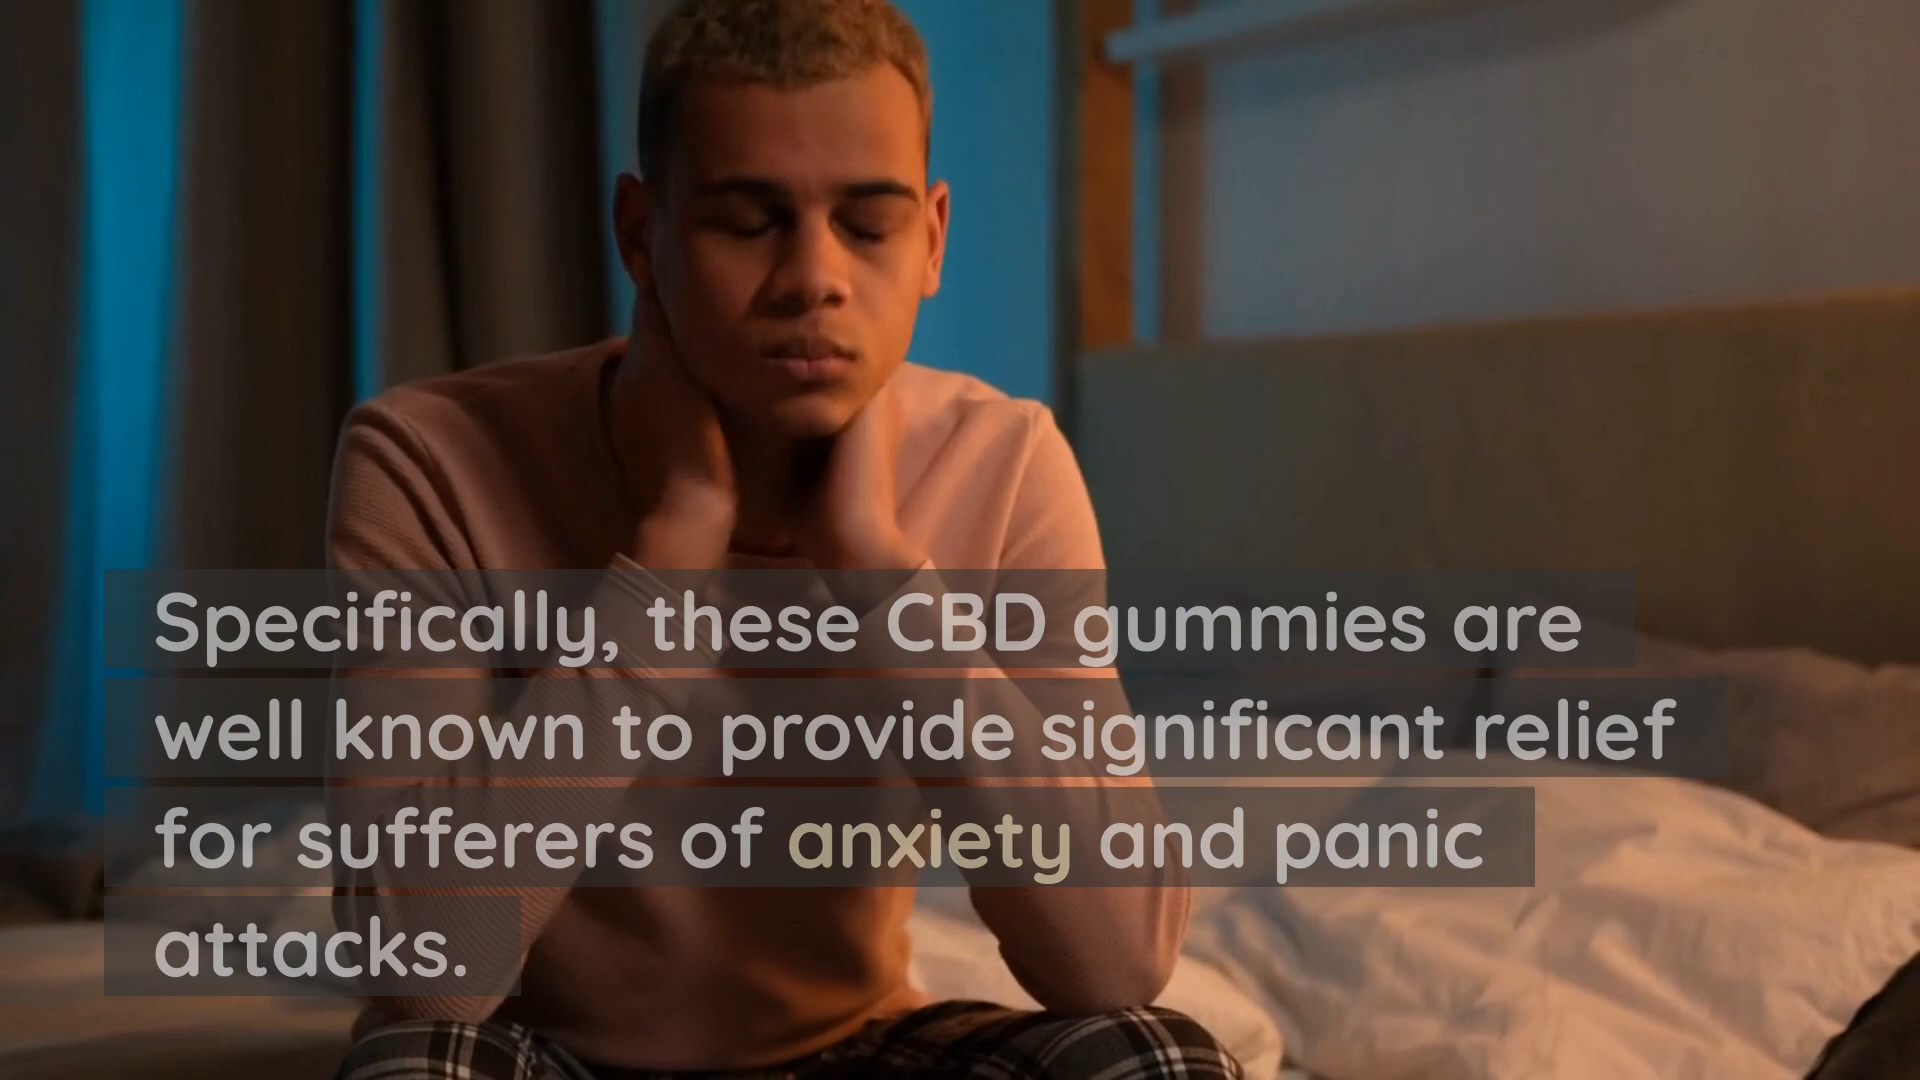 Specifically, these CBD gummies are
well known to provide significant relief
for sufferers of anxiety and panic
attacks.